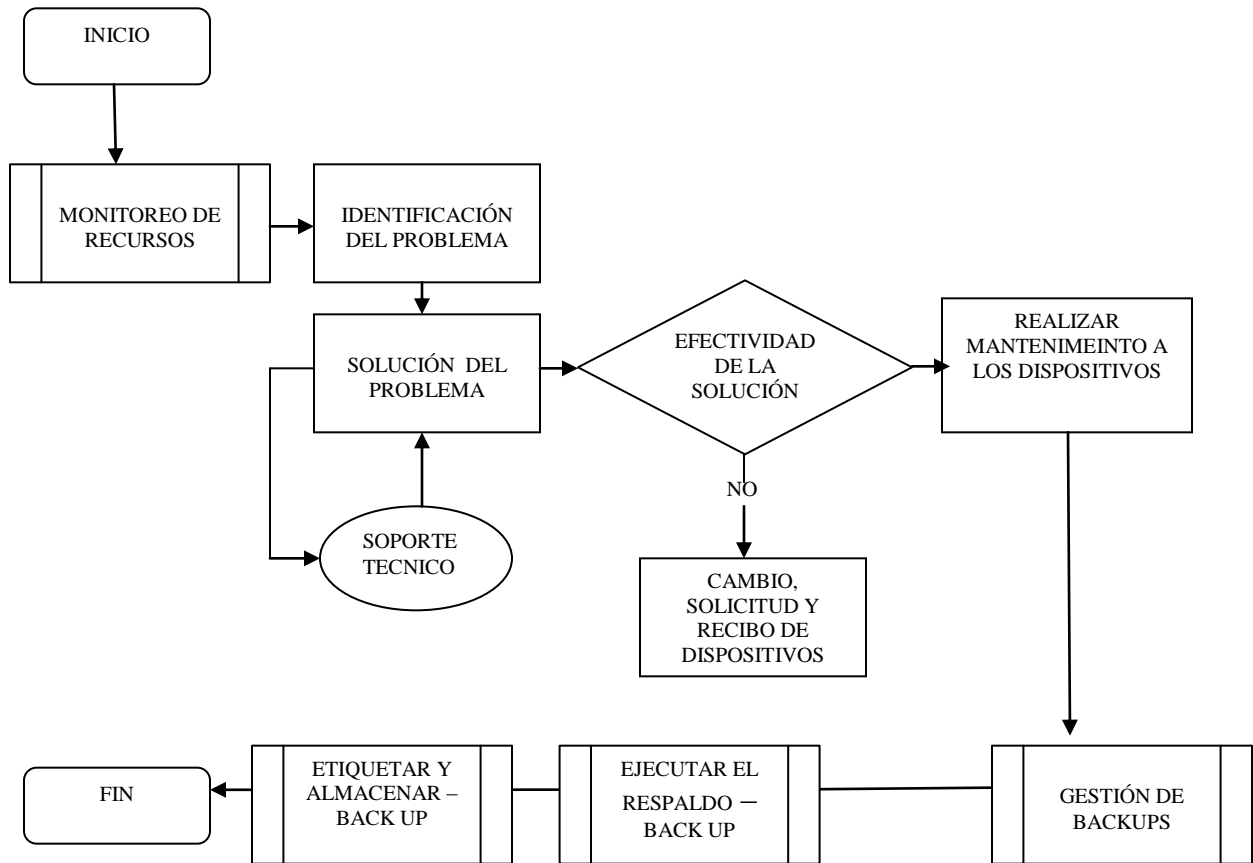 INICIO
MONITOREO DE
RECURSOS
IDENTIFICACIÓN
DEL PROBLEMA
SOLUCIÓN DEL
PROBLEMA
EFECTIVIDAD
DE LA
SOLUCIÓN
REALIZAR
MANTENIMEINTO A
LOS DISPOSITIVOS
NO
SOPORTE
TECNICO
CAMBIO,
SOLICITUD Y
RECIBO DE
DISPOSITIVOS
FIN
ETIQUETAR Y
ALMACENAR –
BACK UP
EJECUTAR EL
RESPALDO –
BACK UP
GESTIÓN DE
BACKUPS